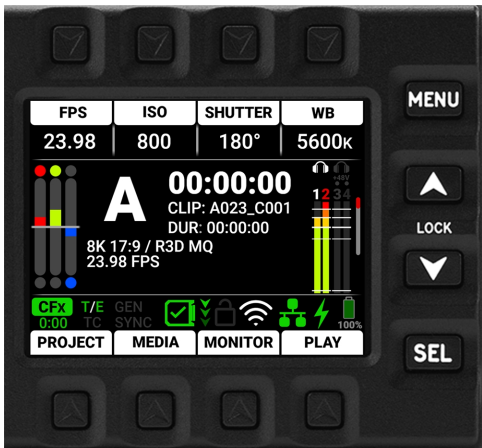 FPS ISO SHUTTER WB
23.98 800 180° 5600K
MENU
+48V
1 2 3 4
A 00:00:00
CLIP: A023_C001
DUR: 00:00:00
8K 17:9 / R3D MQ
23.98 FPS
LOCK
CFx T/E GEN
0:00 TC SYNC 100%
PROJECT MEDIA MONITOR PLAY
SEL